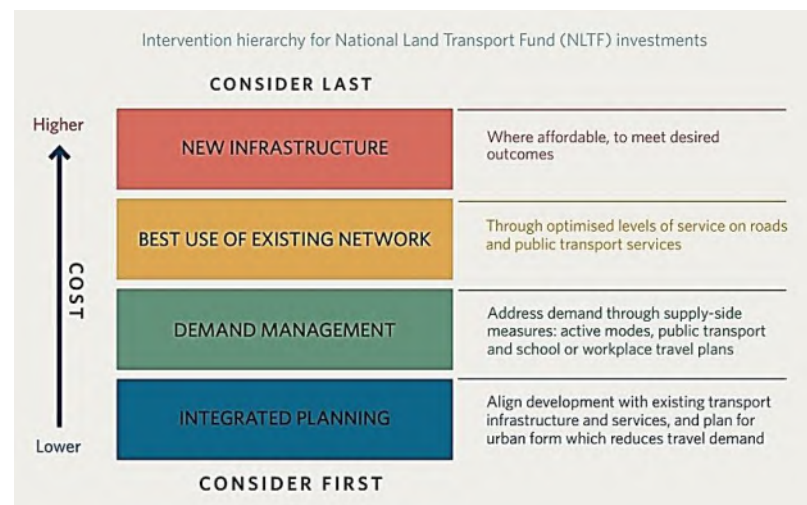 Intervention hierarchy for National Land Transport Fund (NLTF) investments
CONSIDER LAST
Higher
NEW INFRASTRUCTURE
Where affordable, to meet desired
outcomes
BEST USE OF EXISTING NETWORK
Through optimised levels of service on roads
and public transport services
COST
DEMAND MANAGEMENT
Address demand through supply-side
measures: active modes, public transport
and school or workplace travel plans
INTEGRATED PLANNING
Align development with existing transport
infrastructure and services, and plan for
urban form which reduces travel demand
Lower
CONSIDER FIRST